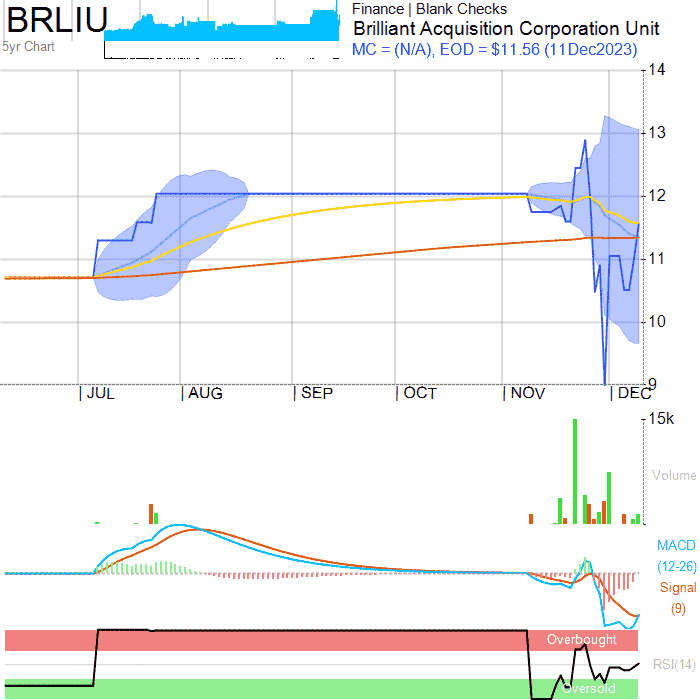 BRLIU
5yr Chart
Finance | Blank Checks
Brilliant Acquisition Corporation Unit
MC = (N/A), EOD = $11.56 (11Dec2023)
14
13
12
11
10
9
JUL AUG SEP OCT NOV DEC
15k
Volume
MACD
(12-26)
Signal
(9)
Overbought
RSI(14)
Oversold